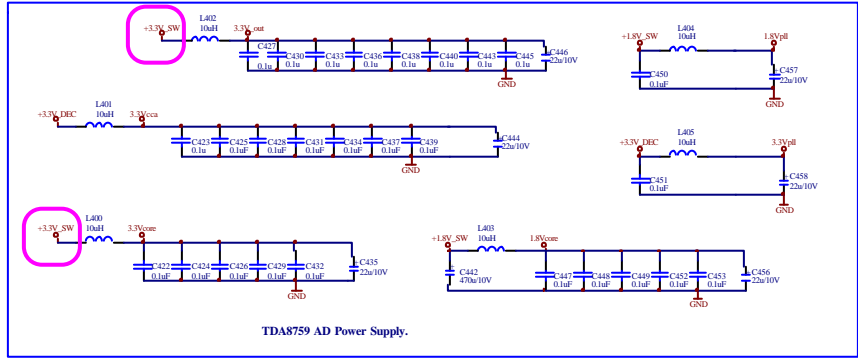 +3.3V_SW
L402
10uH
3.3V_out
C427
0.1u
C430
0.1u
C433
0.1u
C436
0.1u
C438
0.1u
C440
0.1u
C443
0.1u
C445
0.1u
+C446
22u/10V
GND
+1.8V_SW
L404
10uH
1.8Vpll
C450
0.1uF
+C457
22u/10V
GND
+3.3V_DEC
L401
10uH
3.3Vcca
C423
0.1u
C425
0.1uF
C428
0.1uF
C431
0.1uF
C434
0.1uF
C437
0.1uF
C439
0.1uF
+C444
22u/10V
GND
+3.3V_DEC
L405
10uH
3.3Vpll
C451
0.1uF
+C458
22u/10V
GND
+3.3V_SW
L400
10uH
3.3Vcore
C422
0.1uF
C424
0.1uF
C426
0.1uF
C429
0.1uF
C432
0.1uF
+C435
22u/10V
GND
+1.8V_SW
L403
10uH
1.8Vcore
+
C442
470u/10V
C447
0.1uF
C448
0.1uF
C449
0.1uF
C452
0.1uF
C453
0.1uF
+C456
22u/10V
GND
TDA8759 AD Power Supply.